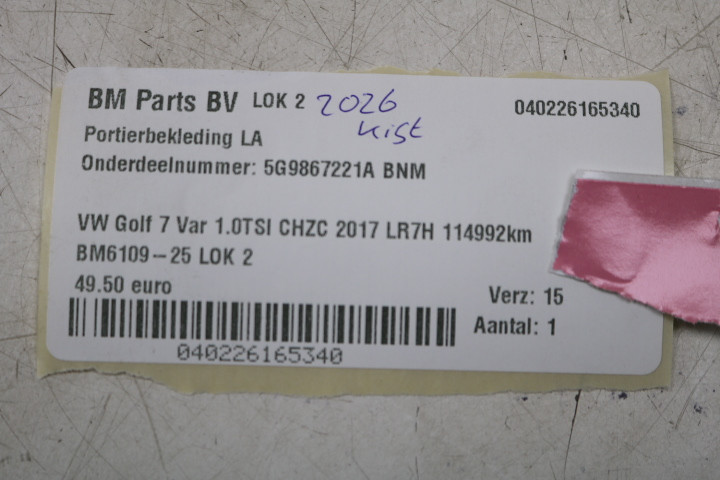 BM Parts BV LOK 2 2026 040226165340
kist
Portierbekleding LA
Onderdeelnummer: 5G9867221A BNM
VW Golf 7 Var 1.0TSI CHZC 2017 LR7H 114992km
BM6109--25 LOK 2
49.50 euro
Verz: 15
Aantal: 1
040226165340